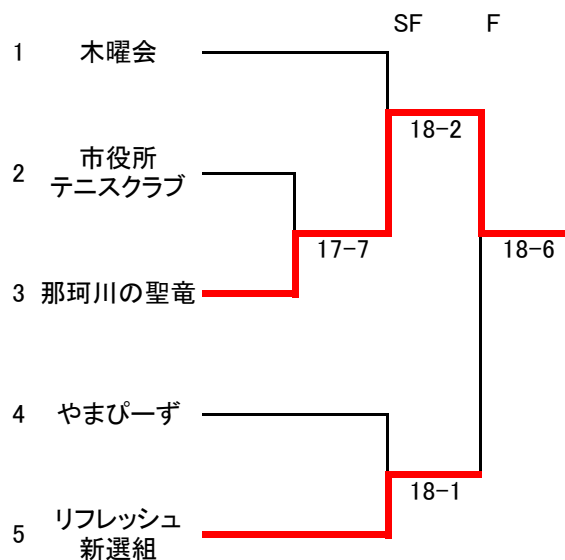 SF F
1 木曜会
18-2
2 市役所
テニスクラブ
17-7
18-6
3 那珂川の聖竜
4 やまぴーず
18-1
5 リフレッシュ
新選組